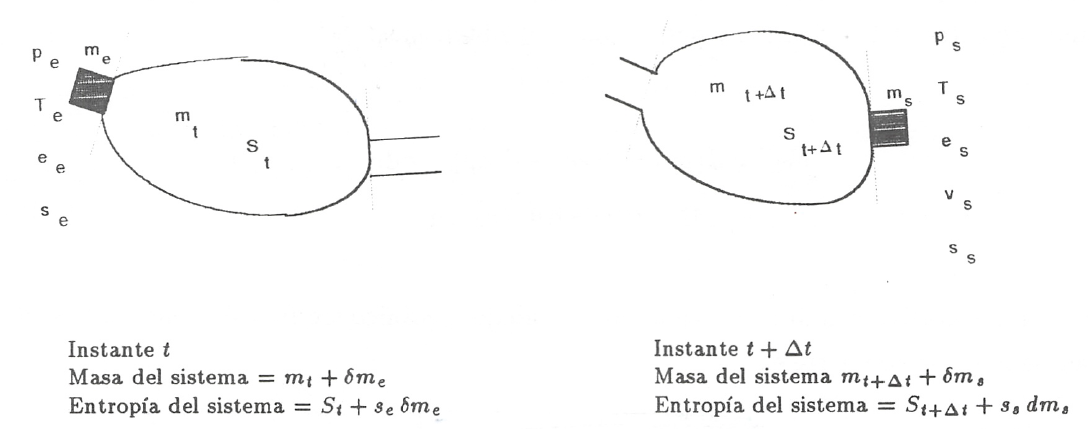 p e m e
T e
e e
s e
m t
S t
m t+Δt
S t+Δt
m s
p s
T s
e s
v s
s s
Instante t
Masa del sistema = m_t + δm_e
Entropía del sistema = S_t + s_e δm_e
Instante t + Δt
Masa del sistema m_{t+Δt} + δm_s
Entropía del sistema = S_{t+Δt} + s_s dm_s